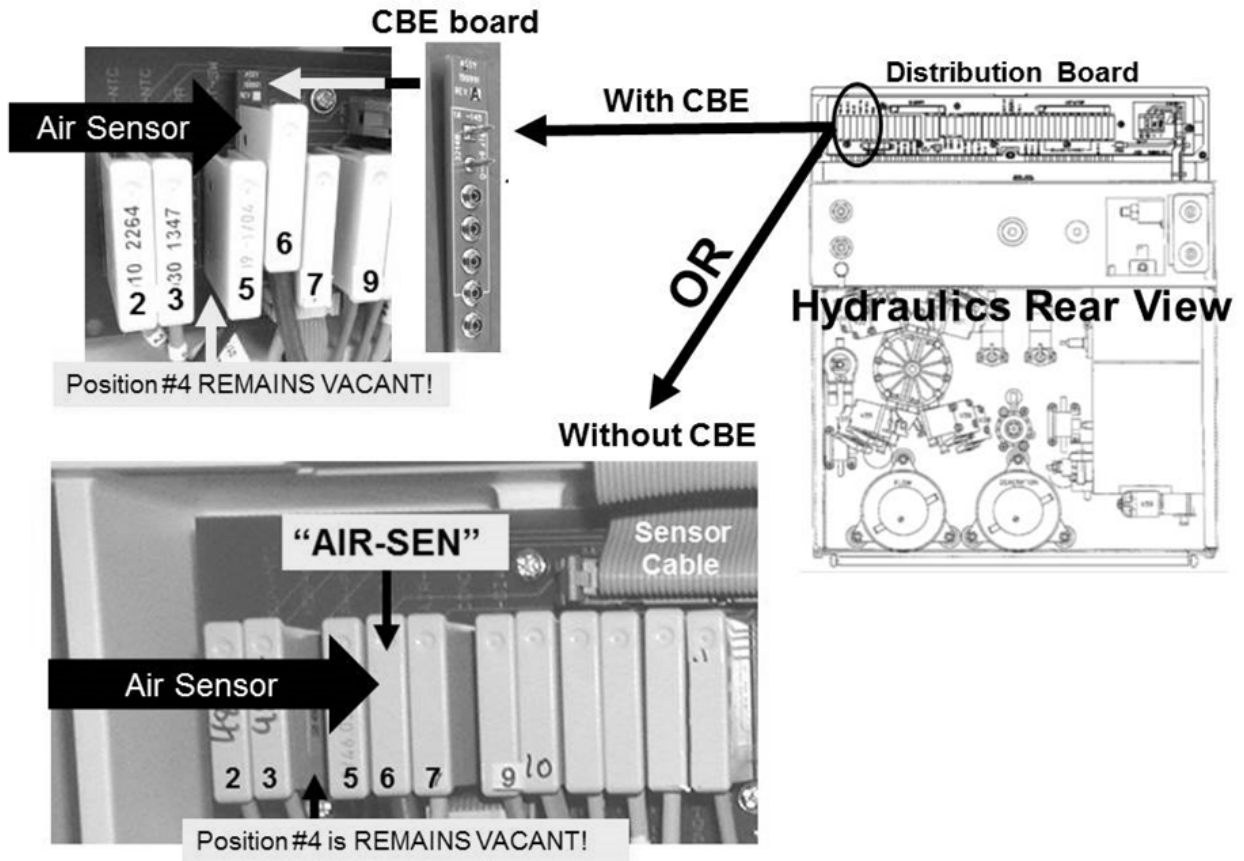 CBE board
Air Sensor
2264
2
1347
3
5
6
7
9
Position #4 REMAINS VACANT!
With CBE
OR
Distribution Board
Hydraulics Rear View
Without CBE
"AIR-SEN"
Sensor
Cable
Air Sensor
2
3
5
6
7
9
10
Position #4 is REMAINS VACANT!